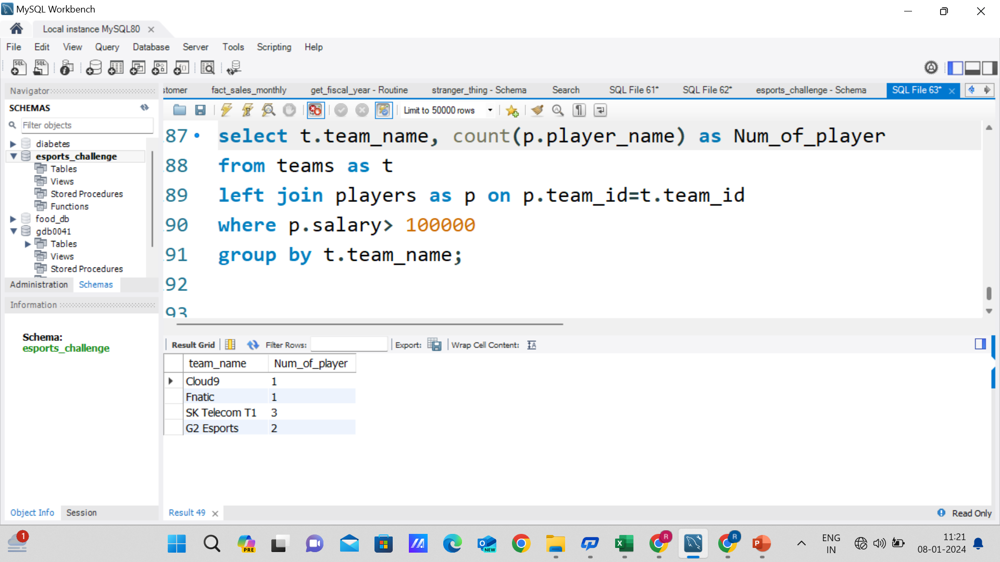 MySQL Workbench
Local instance MySQL80
File Edit View Query Database Server Tools Scripting Help
Navigator
SCHEMAS
Filter objects
diabetes
esports_challenge
Tables
Views
Stored Procedures
Functions
food_db
gdb0041
Tables
Views
Stored Procedures
Administration Schemas
Information
Schema:
esports_challenge
Object Info Session
stomer fact_sales_monthly get_fiscal_year - Routine stranger_thing - Schema Search SQL File 61* SQL File 62* esports_challenge - Schema SQL File 63*
Limit to 50000 rows
87 select t.team_name, count(p.player_name) as Num_of_player
88 from teams as t
89 left join players as p on p.team_id=t.team_id
90 where p.salary> 100000
91 group by t.team_name;
92
93
Result Grid Filter Rows: Export: Wrap Cell Content:
team_name Num_of_player
Cloud9 1
Fnatic 1
SK Telecom T1 3
G2 Esports 2
Result 49
Read Only
1
PRE
NEW
R
R
ENG
IN
11:21
08-01-2024